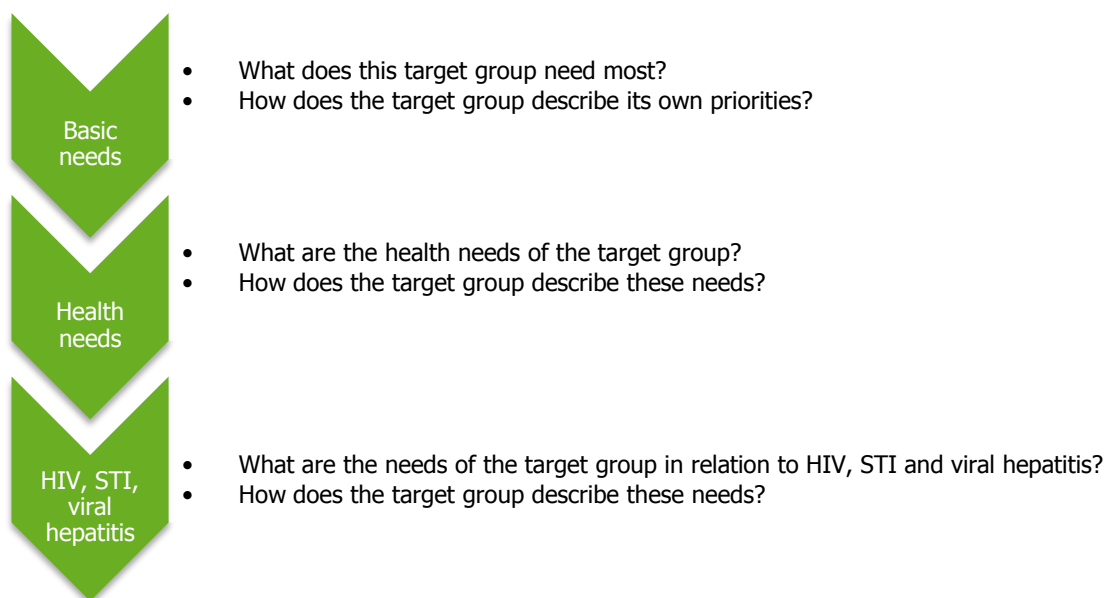 Basic
needs
• What does this target group need most?
• How does the target group describe its own priorities?
Health
needs
• What are the health needs of the target group?
• How does the target group describe these needs?
HIV, STI,
viral
hepatitis
• What are the needs of the target group in relation to HIV, STI and viral hepatitis?
• How does the target group describe these needs?